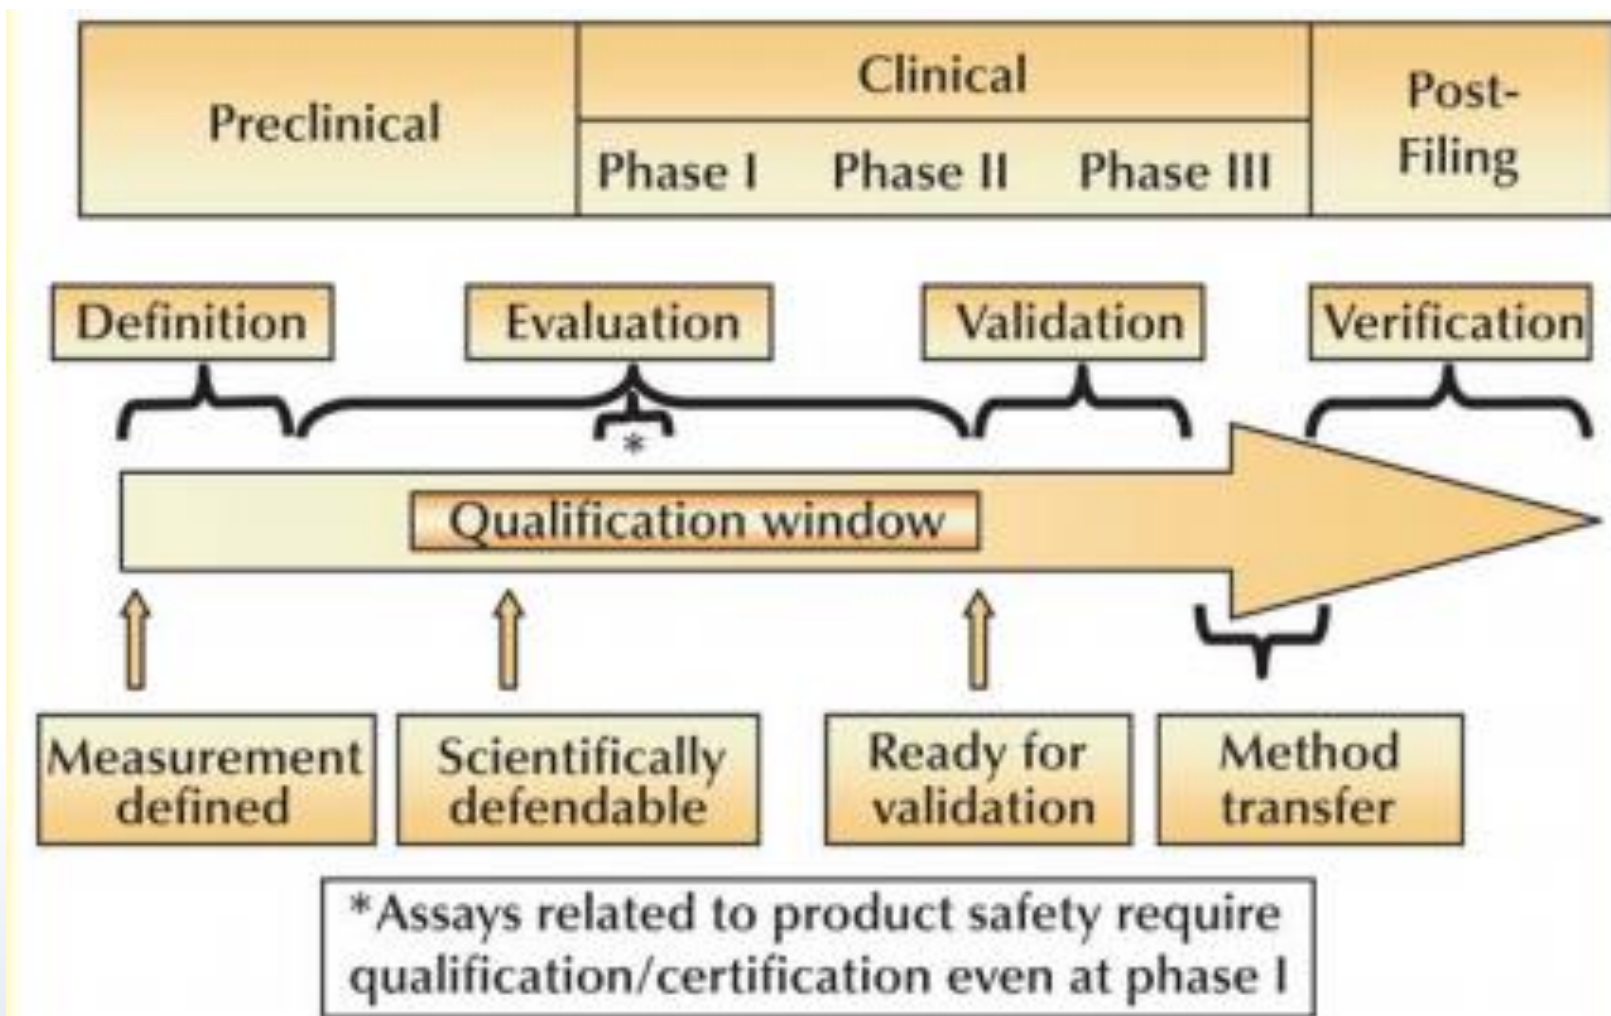 Preclinical
Clinical
Phase I Phase II Phase III
Post-
Filing
Definition
Evaluation
Validation
Verification
*
Qualification window
Measurement
defined
Scientifically
defendable
Ready for
validation
Method
transfer
*Assays related to product safety require
qualification/certification even at phase I